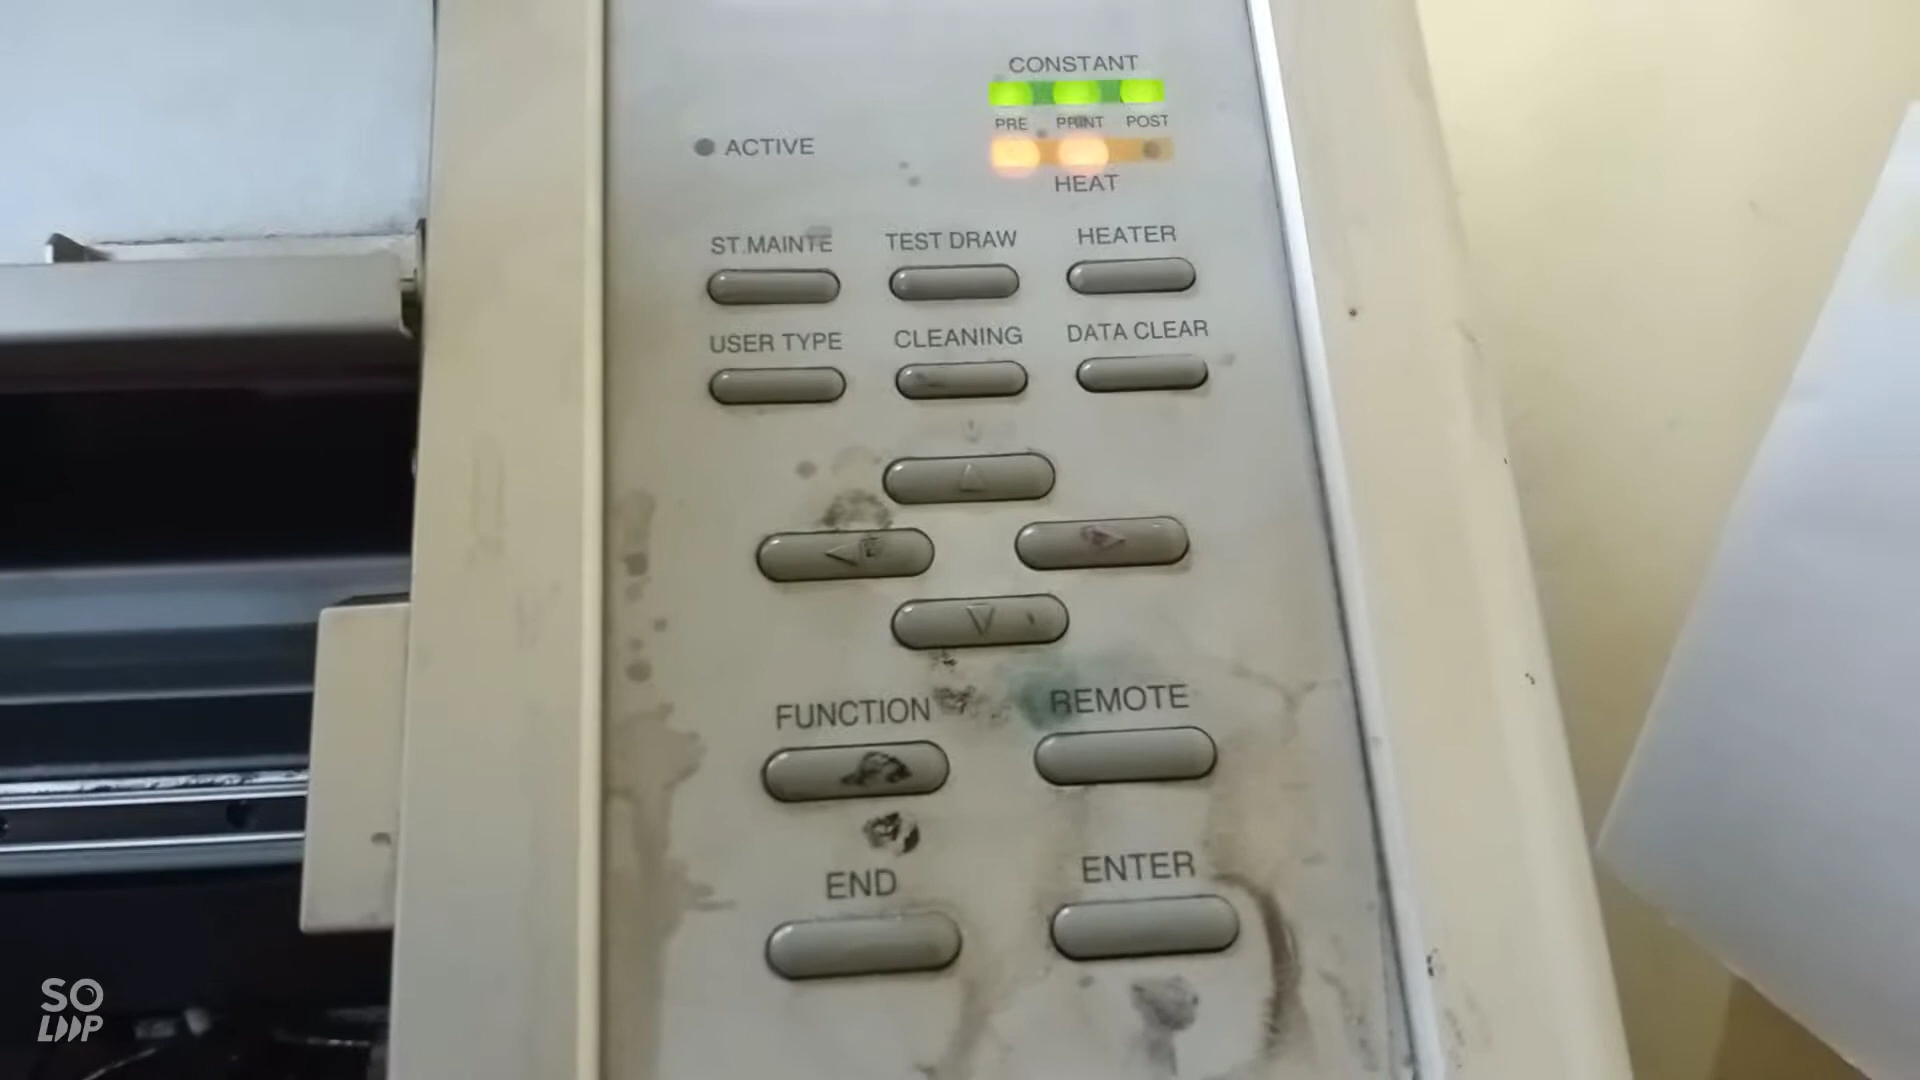 CONSTANT
PRE PRINT POST
ACTIVE
HEAT
ST.MAINTE TEST DRAW HEATER
USER TYPE CLEANING DATA CLEAR
FUNCTION REMOTE
END ENTER
SO
LOOP